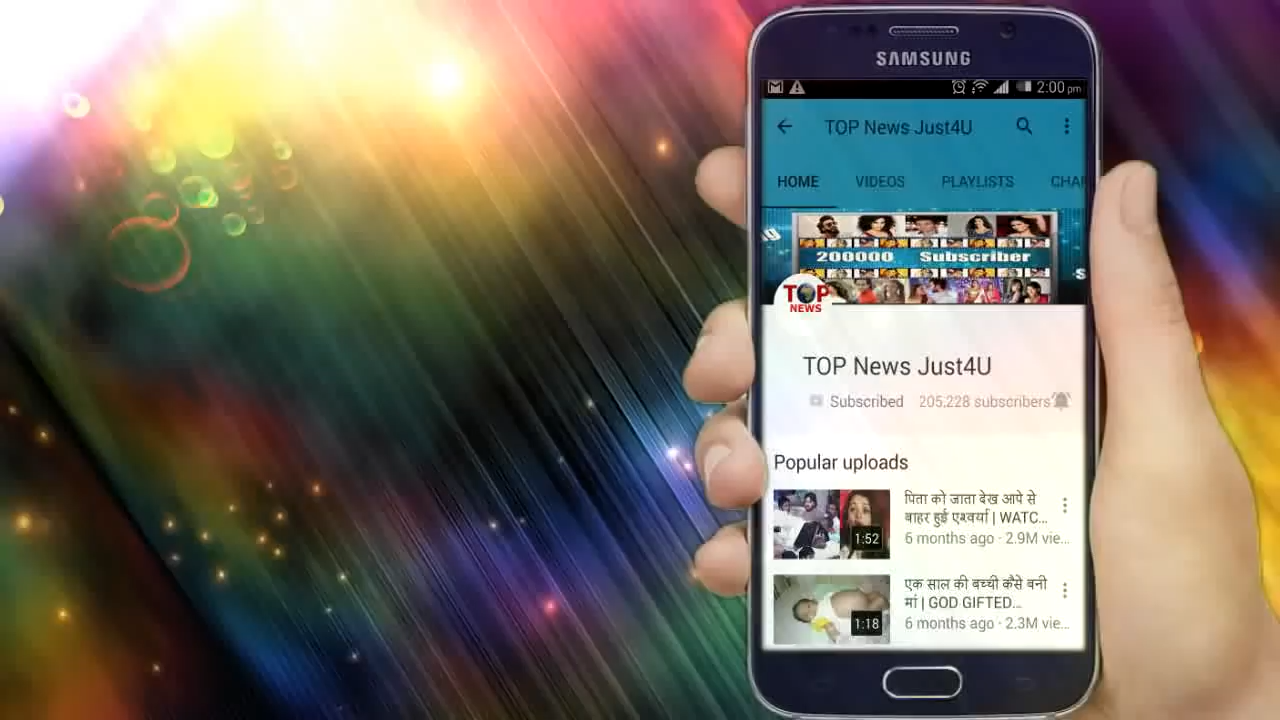 SAMSUNG
2:00 pm
TOP News Just4U
HOME VIDEOS PLAYLISTS CHA
200000 Subscriber
TOP
NEWS
TOP News Just4U
Subscribed 205,228 subscribers
Popular uploads
पिता को जाता देख आपे से
बाहर हुई एश्वर्या | WATC...
1:52
6 months ago · 2.9M vie...
एक साल की बच्ची कैसे बनी
मां | GOD GIFTED...
1:18
6 months ago · 2.3M vie...